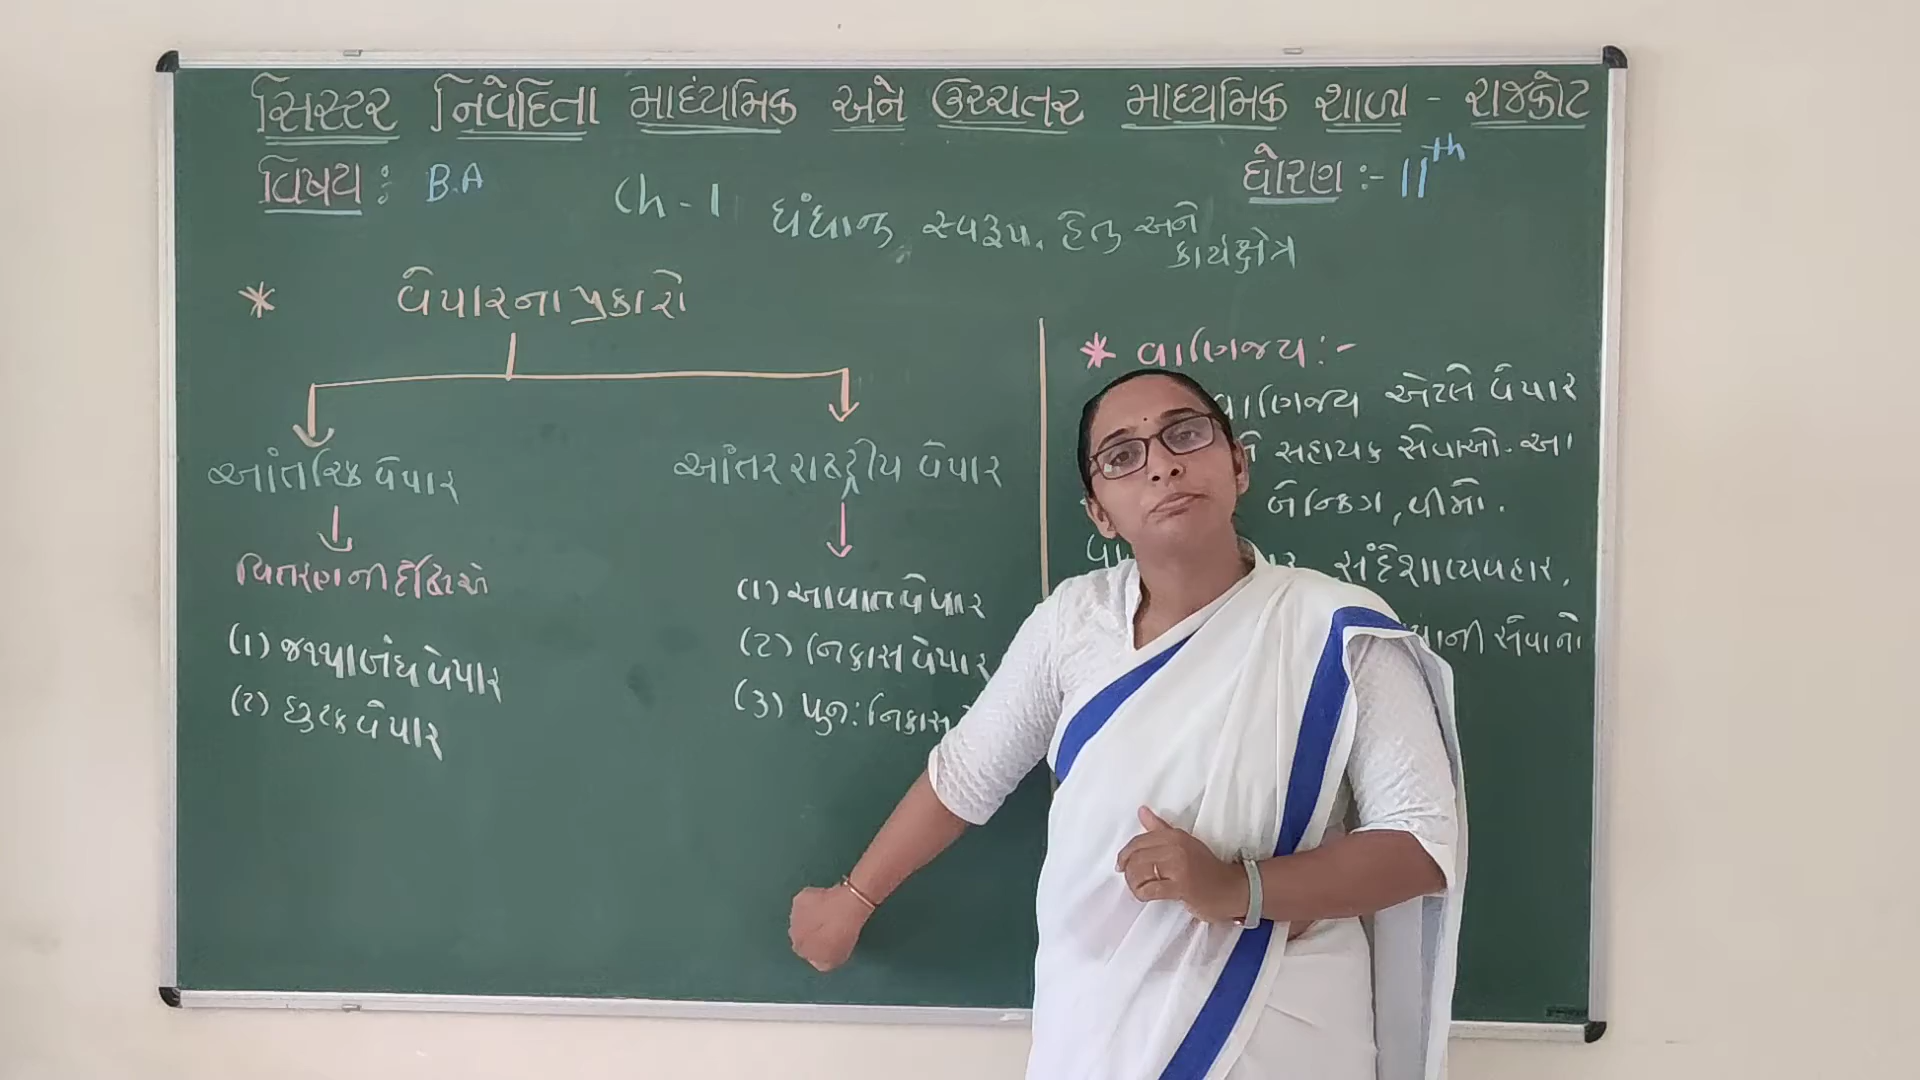 સિસ્ટર નિવેદિતા માધ્યમિક અને ઉચ્ચતર માધ્યમિક શાળા - રાજકોટ
વિષય : B.A
ધોરણ :- 11th
Ch - 1 ધંધાનું સ્વરૂપ, હેતુ અને
કાર્યક્ષેત્ર
* વેપારના પ્રકારો
આંતરિક વેપાર
વિતરણની દૃષ્ટિએ
(1) જથ્થાબંધ વેપાર
(2) છુટક વેપાર
આંતરરાષ્ટ્રીય વેપાર
(1) આયાત વેપાર
(2) નિકાસ વેપાર
(3) પુન: નિકાસ
* વાણિજ્ય :-
વાણિજ્ય એટલે વેપાર
સહાયક સેવાઓ. આ
બેન્કિંગ, વીમો.
સંદેશાવ્યવહાર,
સેવાનો